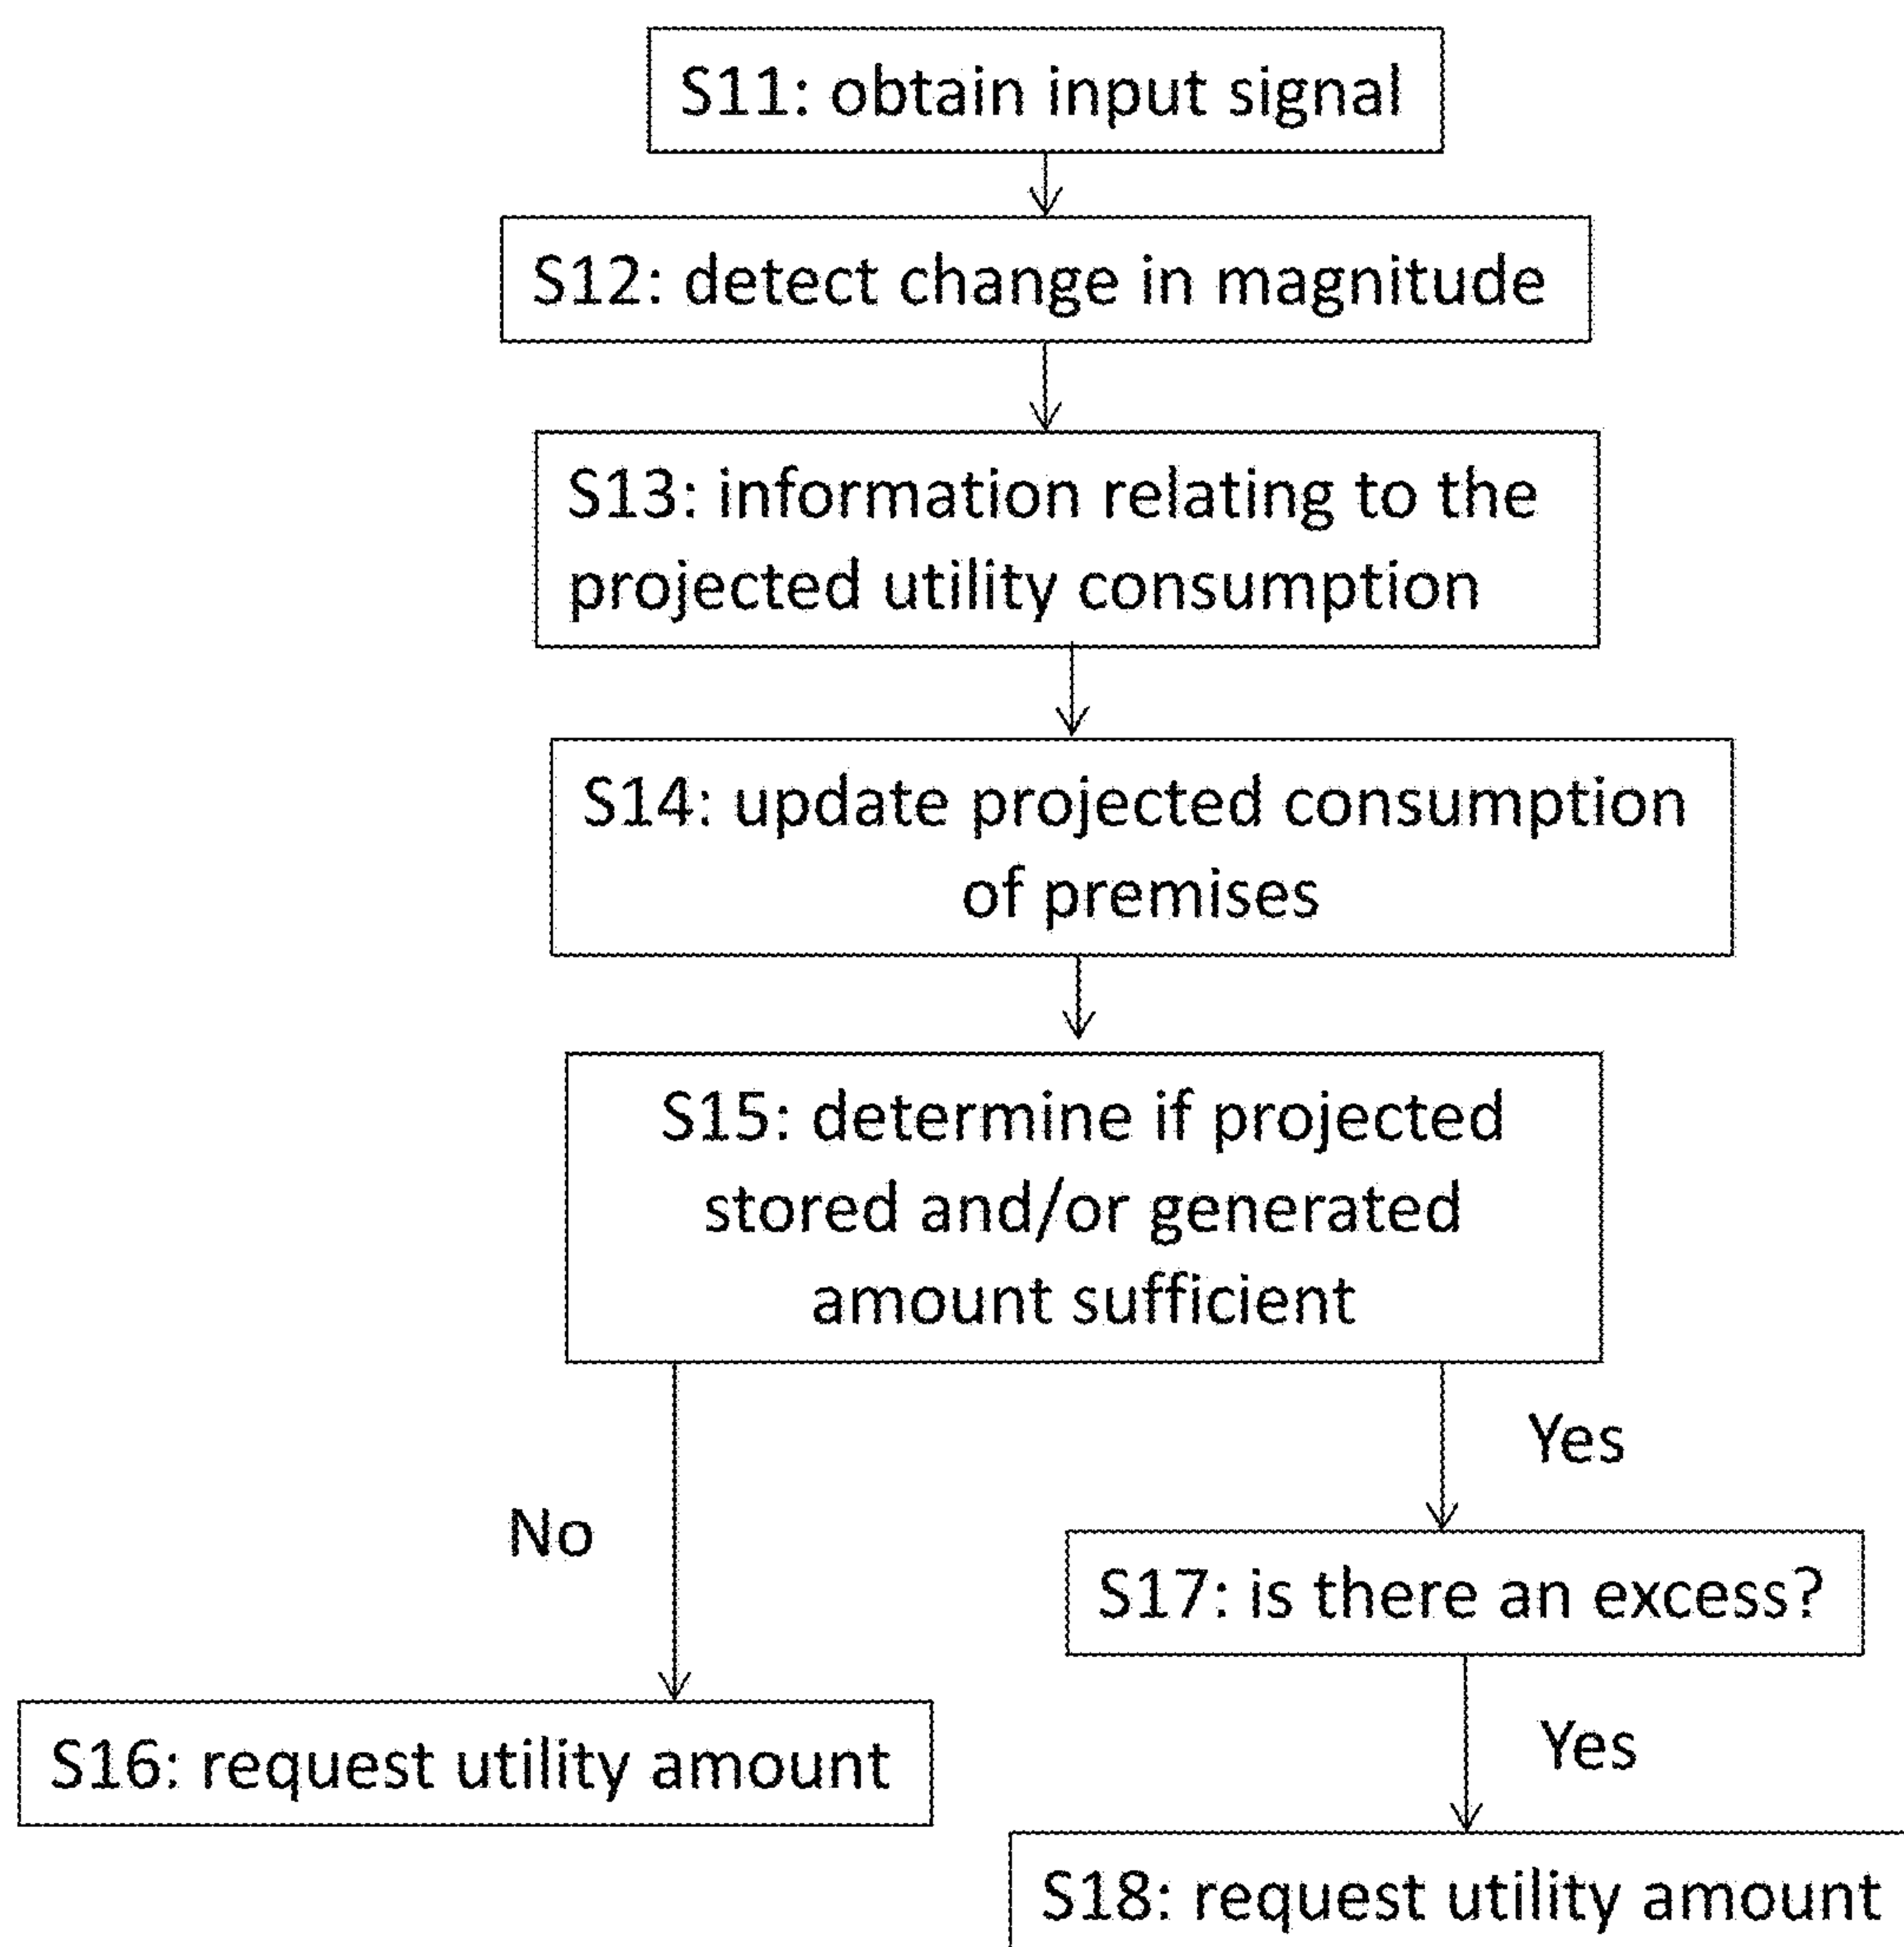 S11: obtain input signal
S12: detect change in magnitude
S13: information relating to the
projected utility consumption
S14: update projected consumption
of premises
S15: determine if projected
stored and/or generated
amount sufficient
Yes
No
S17: is there an excess?
S16: request utility amount
Yes
S18: request utility amount